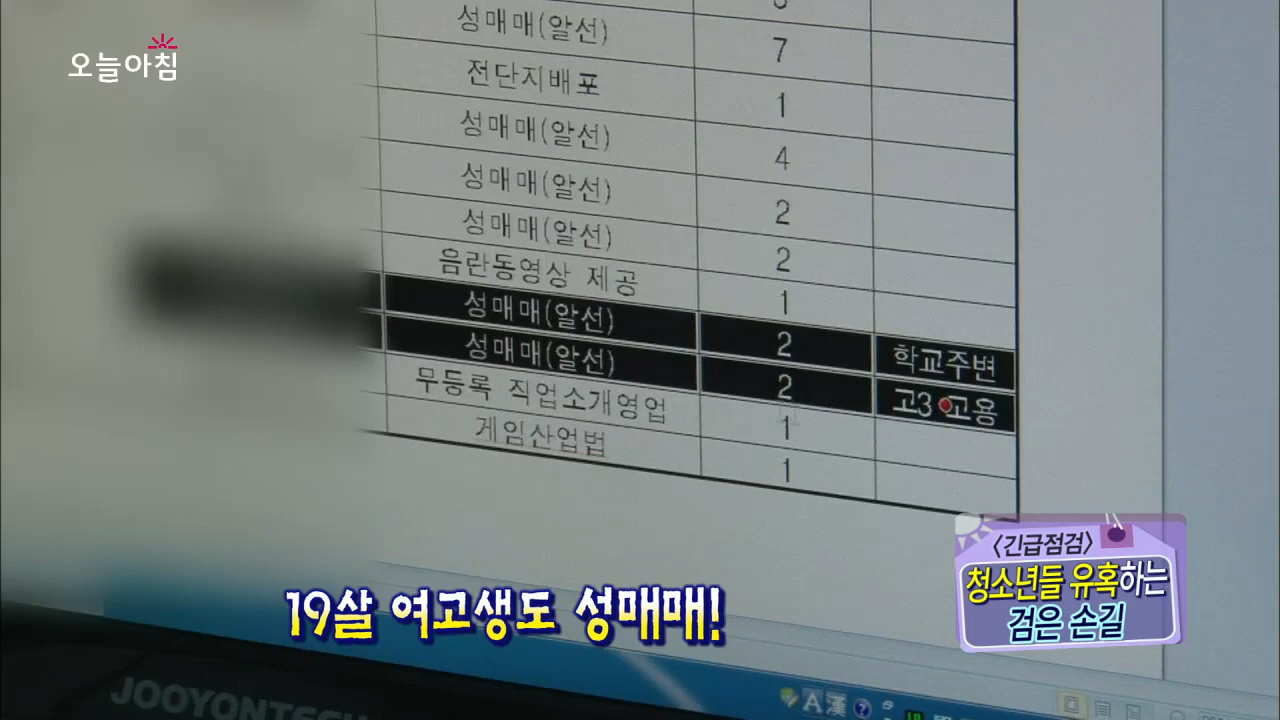 오늘아침
성매매(알선) 7
전단지배포 1
성매매(알선) 4
성매매(알선) 2
성매매(알선) 2
음란동영상 제공 1
성매매(알선) 2 학교주변
성매매(알선) 2 고3 고용
무등록 직업소개영업 1
게임산업법 1
<긴급점검>
청소년들 유혹하는
검은 손길
19살 여고생도 성매매!
A漢
JOOYONTECH